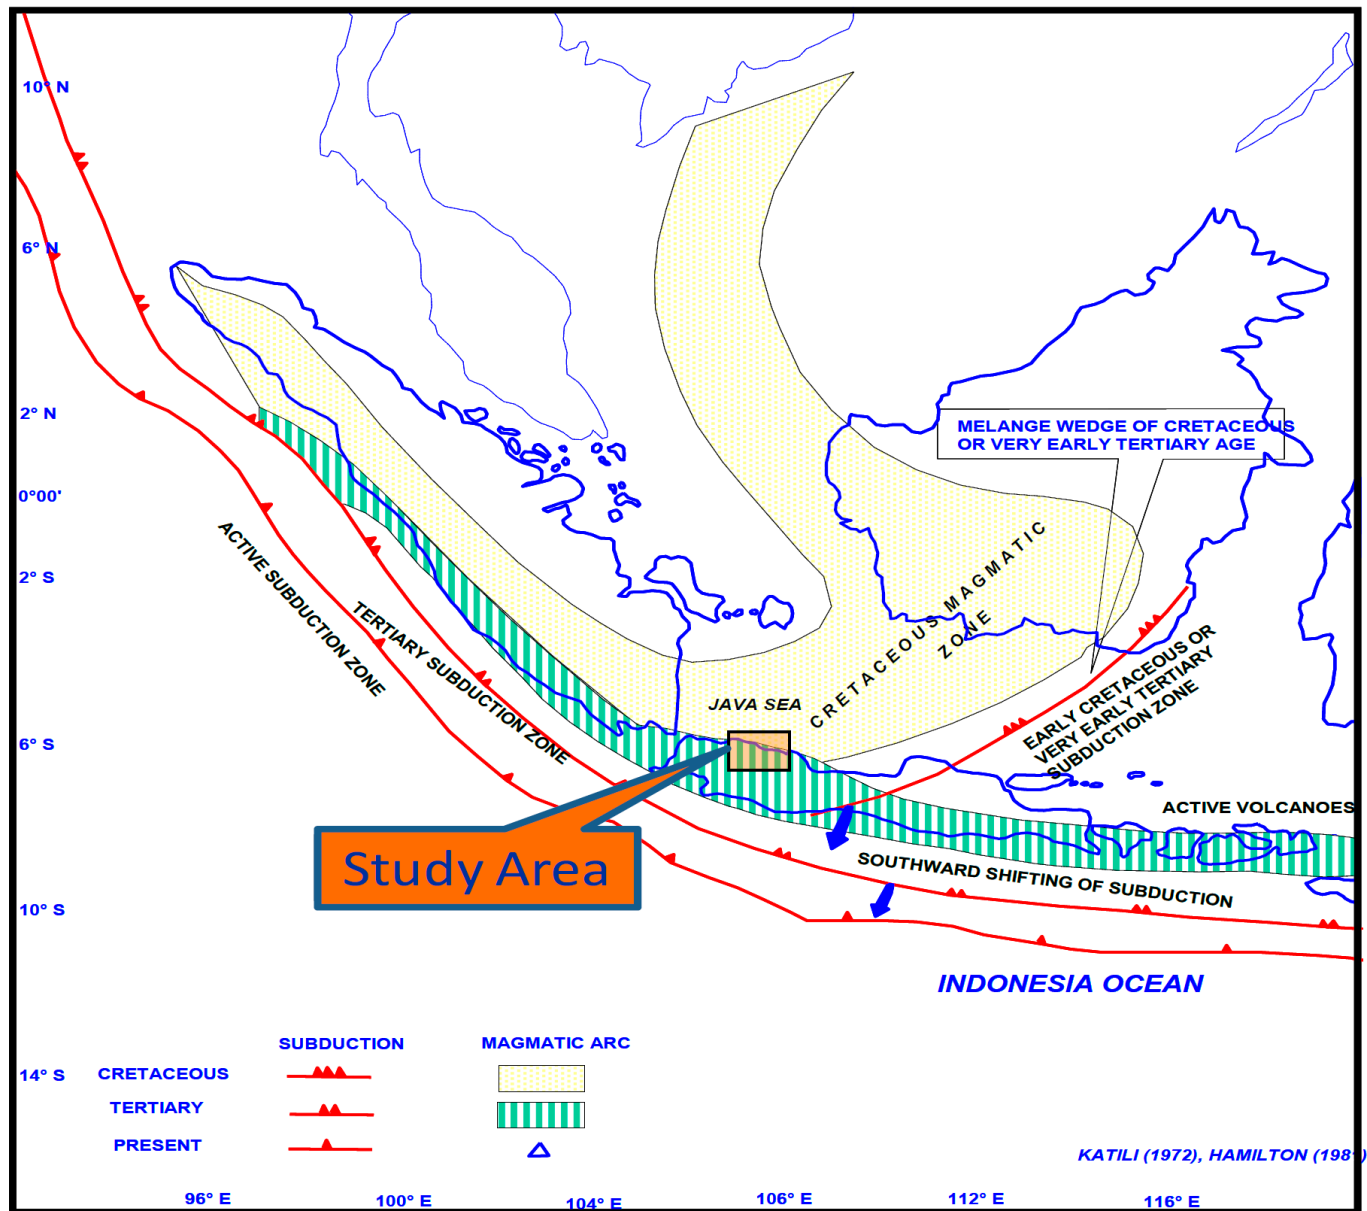 10° N
6° N
2° N
MELANGE WEDGE OF CRETACEOUS
OR VERY EARLY TERTIARY AGE
0°00'
ACTIVE SUBDUCTION ZONE
2° S
TERTIARY SUBDUCTION ZONE
CRETACEOUS MAGMATIC
ZONE
JAVA SEA
EARLY CRETACEOUS OR
VERY EARLY TERTIARY
SUBDUCTION ZONE
6° S
ACTIVE VOLCANOES
Study Area
SOUTHWARD SHIFTING OF SUBDUCTION
10° S
INDONESIA OCEAN
SUBDUCTION
MAGMATIC ARC
14° S
CRETACEOUS
TERTIARY
PRESENT
KATILI (1972), HAMILTON (1981)
96° E
100° E
104° E
106° E
112° E
116° E